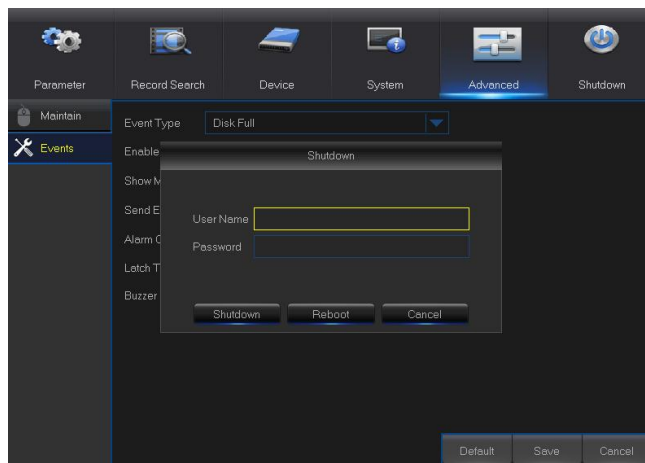 Parameter Record Search Device System Advanced Shutdown
Maintain
Events
Event Type Disk Full
Enable
Show M
Send E
Alarm C
Latch T
Buzzer
Shutdown
User Name
Password
Shutdown Reboot Cancel
Default Save Cancel